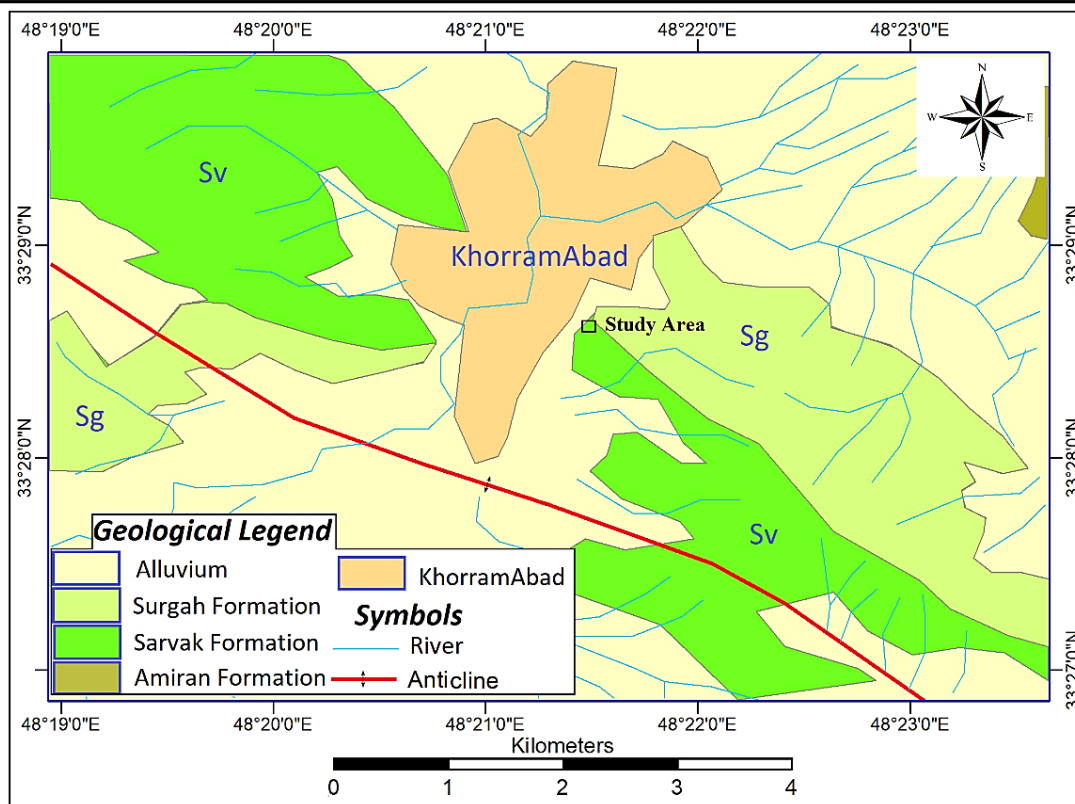 48°19'0"E 48°20'0"E 48°21'0"E 48°22'0"E 48°23'0"E
N
W E
S
Sv
33°29'0"N
33°29'0"N
KhorramAbad
Study Area
Sg
Sg
33°28'0"N
33°28'0"N
Sv
Geological Legend
Alluvium
KhorramAbad
Surgah Formation
Symbols
Sarvak Formation
River
Amiran Formation
Anticline
33°27'0"N
48°19'0"E 48°20'0"E 48°21'0"E 48°22'0"E 48°23'0"E
Kilometers
0 1 2 3 4